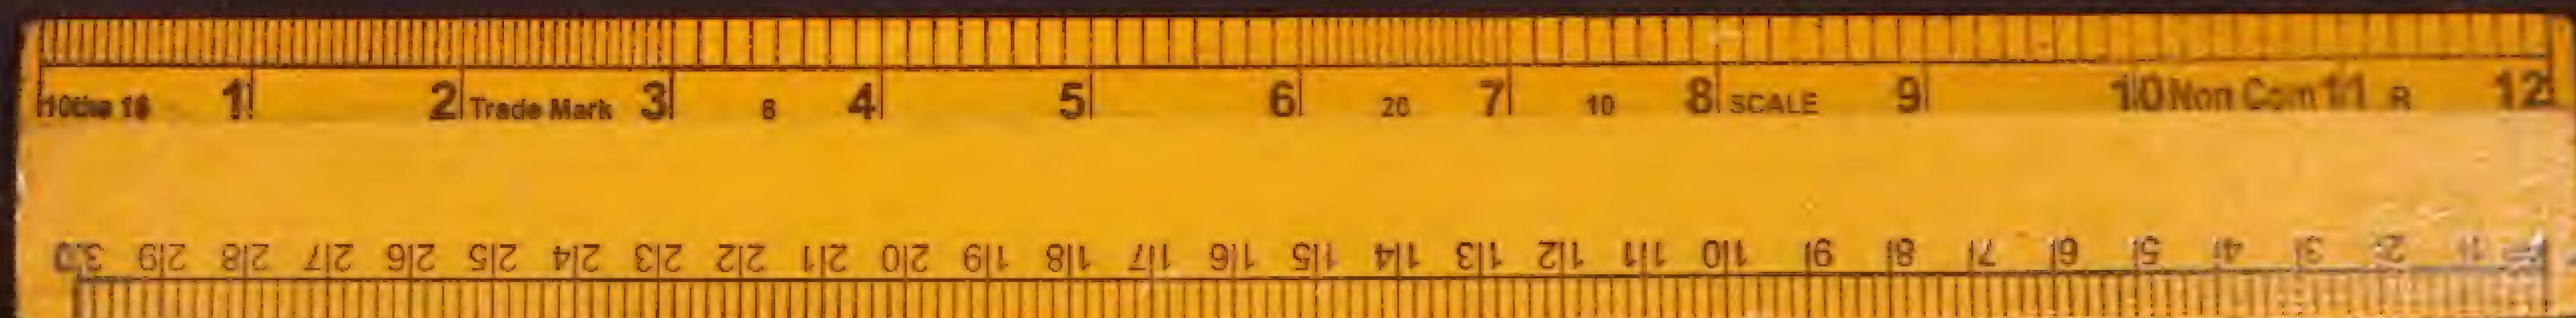 10ths 16 1 2 Trade Mark 3 8 4 5 6 20 7 10 8 SCALE 9 10 Non Com 11 R 12
30 29 28 27 26 25 24 23 22 21 20 19 18 17 16 15 14 13 12 11 10 9 8 7 6 5 4 3 2 1